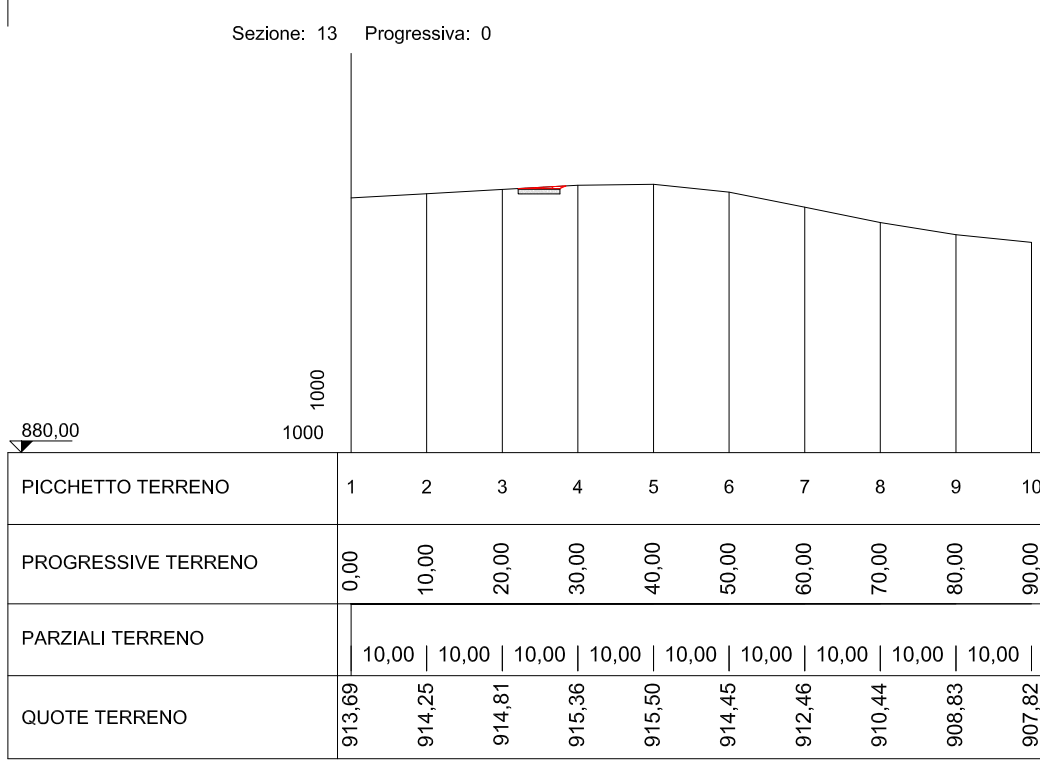 Sezione: 13 Progressiva: 0
1000
880,00
1000
PICCHETTO TERRENO 1 2 3 4 5 6 7 8 9 10
PROGRESSIVE TERRENO 0,00 10,00 20,00 30,00 40,00 50,00 60,00 70,00 80,00 90,00
PARZIALI TERRENO 10,00 10,00 10,00 10,00 10,00 10,00 10,00 10,00 10,00
QUOTE TERRENO 913,69 914,25 914,81 915,36 915,50 914,45 912,46 910,44 908,83 907,82